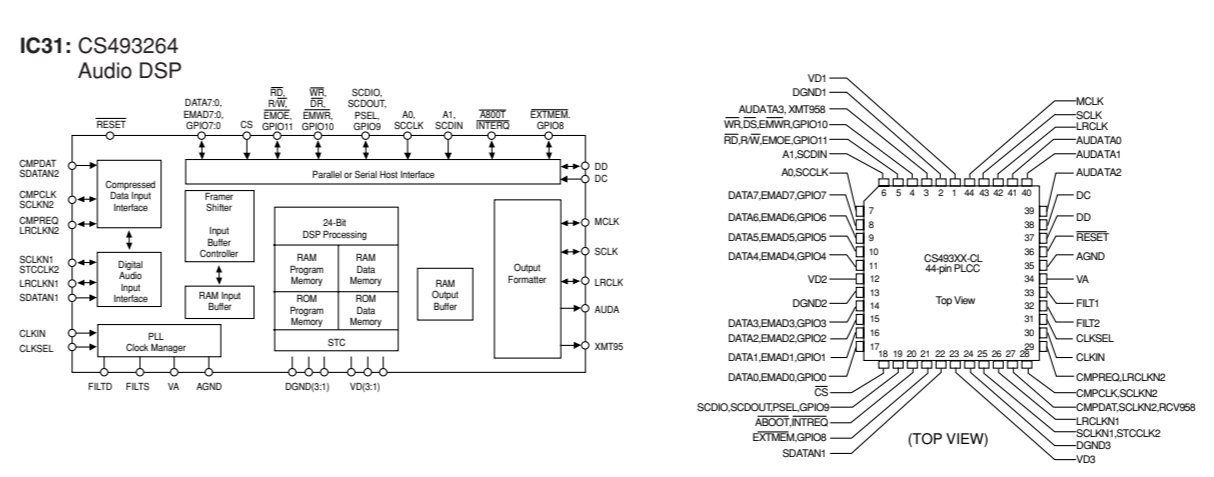 IC31: CS493264
Audio DSP
RESET
DATA7:0,
EMAD7:0,
GPIO7:0
CS
RD,
R/W,
EMOE,
GPIO11
WR,
DR,
EMWR,
GPIO10
SCDIO,
SCDOUT,
PSEL,
GPIO9
A0,
SCCLK
A1,
SCDIN
A800T
INTERQ
EXTMEM.
GPIO8
CMPDAT
SDATAN2
CMPCLK
SCLKN2
CMPREQ
LRCLKN2
SCLKN1
STCCLK2
LRCLKN1
SDATAN1
CLKIN
CLKSEL
Compressed
Data Input
Interface
Digital
Audio
Input
Interface
PLL
Clock Manager
Parallel or Serial Host Interface
Framer
Shifter
Input
Buffer
Controller
RAM Input
Buffer
24-Bit
DSP Processing
RAM
Program
Memory
RAM
Data
Memory
ROM
Program
Memory
ROM
Data
Memory
STC
RAM
Output
Buffer
Output
Formatter
DD
DC
MCLK
SCLK
LRCLK
AUDA
XMT95
FILTD
FILTS
VA
AGND
DGND(3:1)
VD(3:1)
VD1
DGND1
AUDATA3, XMT958
WR,DS,EMWR,GPIO10
RD,R/W,EMOE,GPIO11
A1,SCDIN
A0,SCCLK
DATA7,EMAD7,GPIO7
DATA6,EMAD6,GPIO6
DATA5,EMAD5,GPIO5
DATA4,EMAD4,GPIO4
VD2
DGND2
DATA3,EMAD3,GPIO3
DATA2,EMAD2,GPIO2
DATA1,EMAD1,GPIO1
DATA0,EMAD0,GPIO0
CS
SCDIO,SCDOUT,PSEL,GPIO9
ABOOT,INTREQ
EXTMEM,GPIO8
SDATAN1
6 5 4 3 2 1 44 43 42 41 40
7
8
9
10
11
12
13
14
15
16
17
CS493XX-CL
44-pin PLCC
Top View
39
38
37
36
35
34
33
32
31
30
29
18 19 20 21 22 23 24 25 26 27 28
MCLK
SCLK
LRCLK
AUDATA0
AUDATA1
AUDATA2
DC
DD
RESET
AGND
VA
FILT1
FILT2
CLKSEL
CLKIN
CMPREQ,LRCLKN2
CMPCLK,SCLKN2
CMPDAT,SCLKN2,RCV958
LRCLKN1
SCLKN1,STCCLK2
DGND3
VD3
(TOP VIEW)